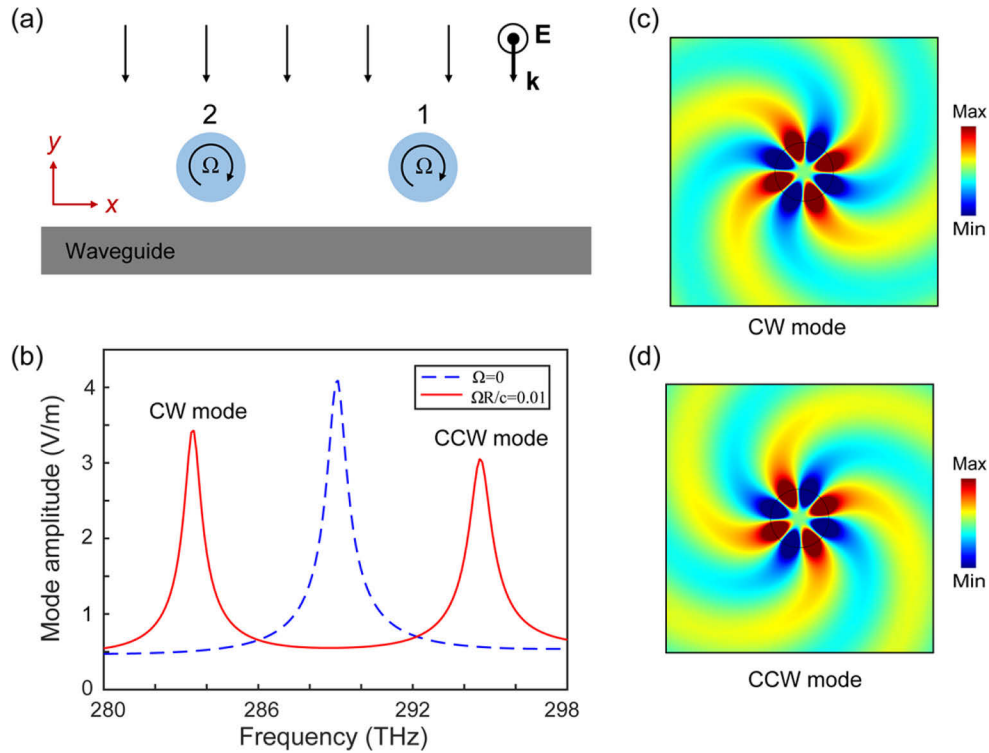 (a)
E
k
2
1
Ω
Ω
y
x
Waveguide
(b)
Mode amplitude (V/m)
4
3
2
1
0
CW mode
CCW mode
Ω=0
ΩR/c=0.01
280
286
292
298
Frequency (THz)
(c)
Max
Min
CW mode
(d)
Max
Min
CCW mode